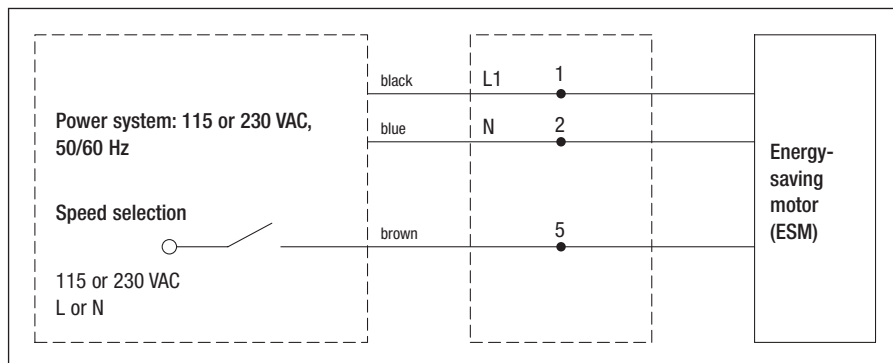 black
L1
1
Power system: 115 or 230 VAC,
50/60 Hz
blue
N
2
Energy-
saving
motor
(ESM)
Speed selection
brown
5
115 or 230 VAC
L or N